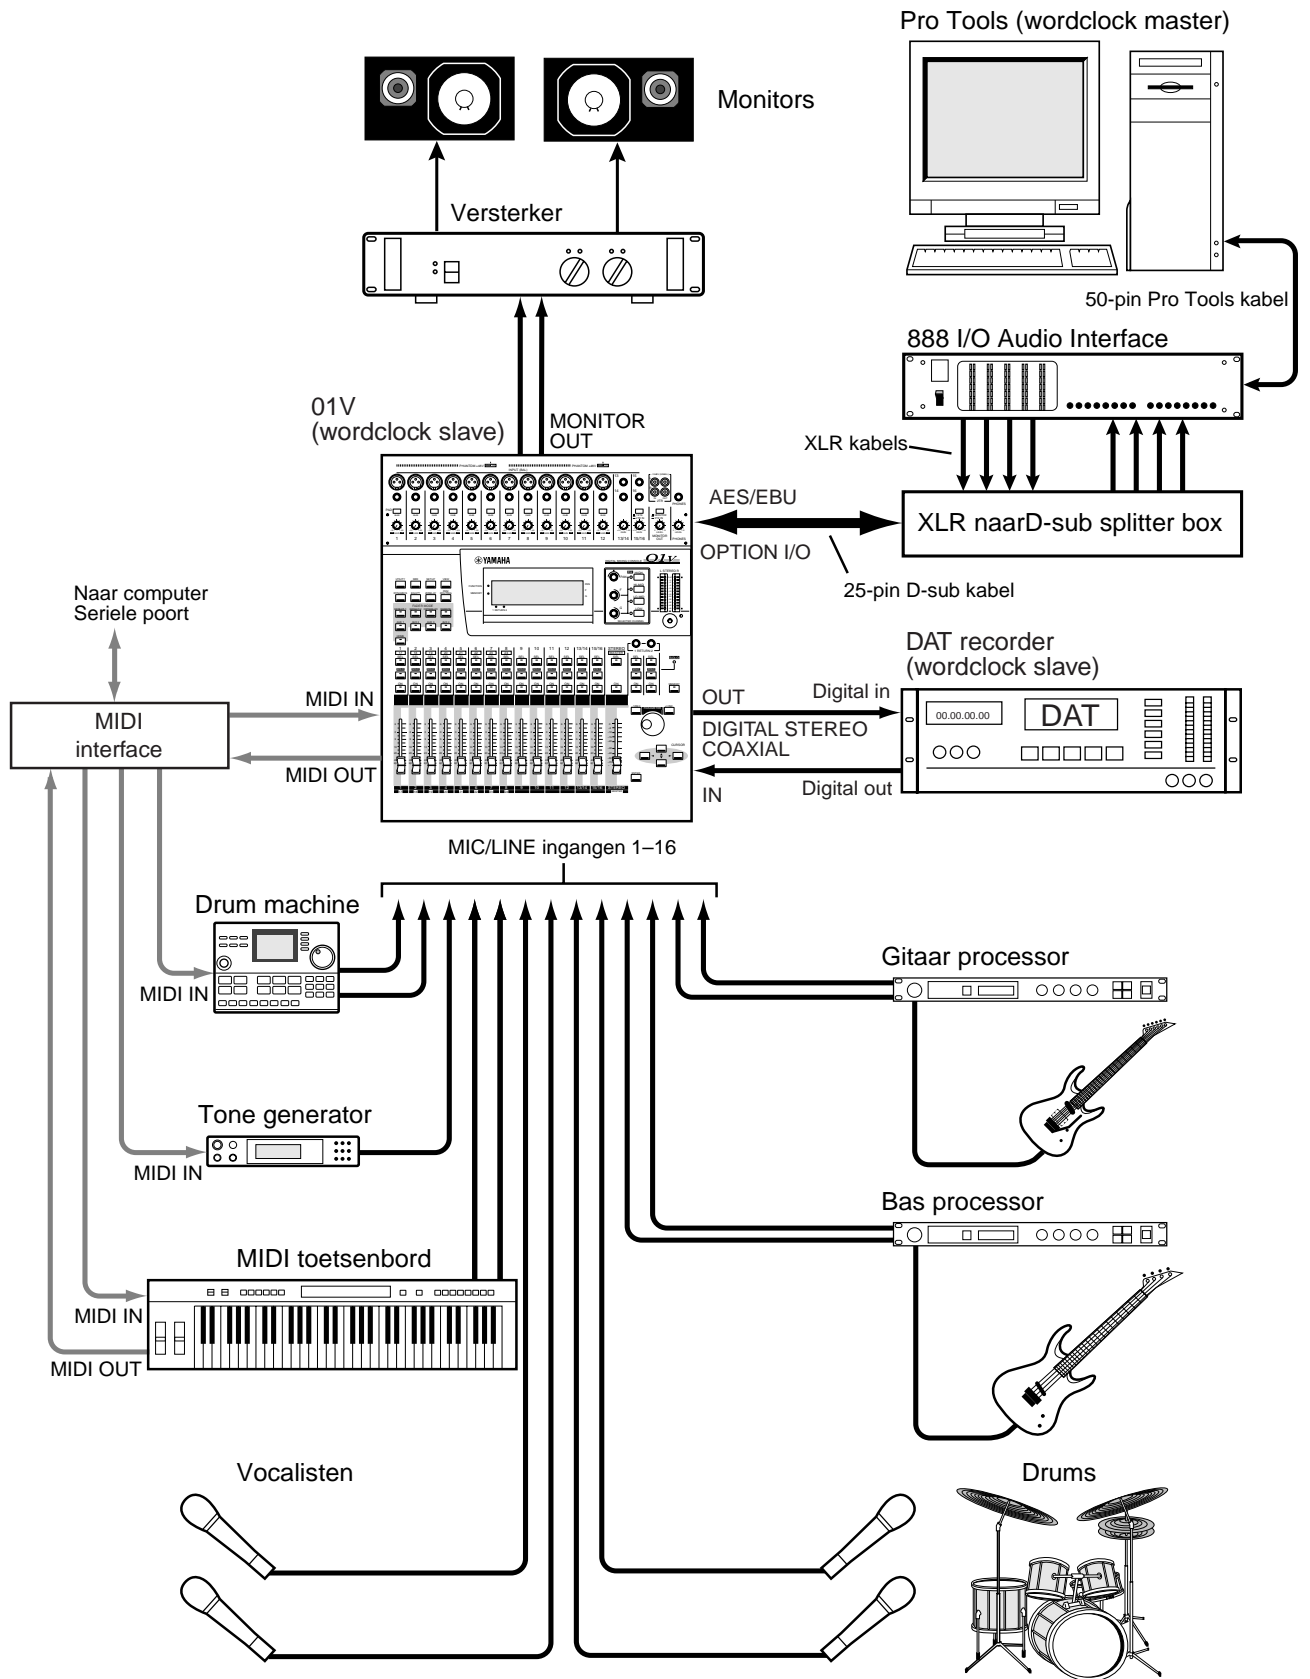 Pro Tools (wordclock master)
Monitors
Versterker
50-pin Pro Tools kabel
888 I/O Audio Interface
01V
(wordclock slave)
MONITOR
OUT
XLR kabels
AES/EBU
XLR naarD-sub splitter box
OPTION I/O
25-pin D-sub kabel
YAMAHA
01V
Naar computer
Seriele poort
DAT recorder
(wordclock slave)
MIDI IN
OUT
Digital in
00.00.00.00
DAT
MIDI
interface
DIGITAL STEREO
COAXIAL
MIDI OUT
IN
Digital out
MIC/LINE ingangen 1–16
Drum machine
Gitaar processor
MIDI IN
Tone generator
MIDI IN
Bas processor
MIDI toetsenbord
MIDI IN
MIDI OUT
Vocalisten
Drums